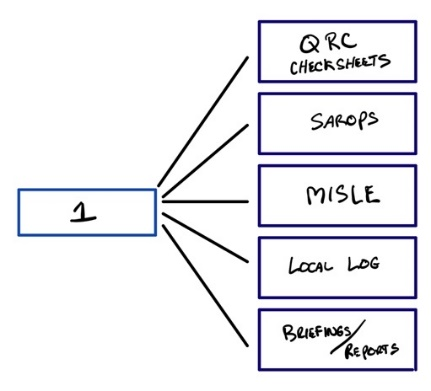 1
QRC
CHECKSHEETS
SAROPS
MISLE
LOCAL LOG
BRIEFINGS/
REPORTS